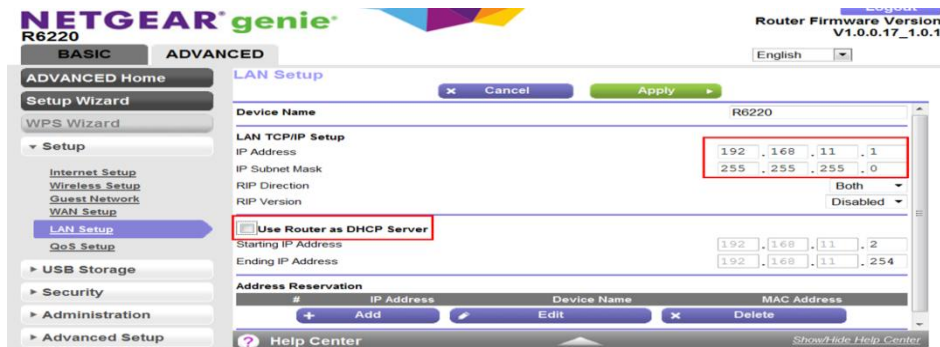 Logout
NETGEAR® genie®
R6220
Router Firmware Version
V1.0.0.17_1.0.1
BASIC
ADVANCED
English
ADVANCED Home
Setup Wizard
WPS Wizard
Setup
Internet Setup
Wireless Setup
Guest Network
WAN Setup
LAN Setup
QoS Setup
USB Storage
Security
Administration
Advanced Setup
LAN Setup
Cancel Apply
Device Name R6220
LAN TCP/IP Setup
IP Address 192 . 168 . 11 . 1
IP Subnet Mask 255 . 255 . 255 . 0
RIP Direction Both
RIP Version Disabled
Use Router as DHCP Server
Starting IP Address 192 . 168 . 11 . 2
Ending IP Address 192 . 168 . 11 . 254
Address Reservation
# IP Address Device Name MAC Address
Add Edit Delete
Help Center Show/Hide Help Center